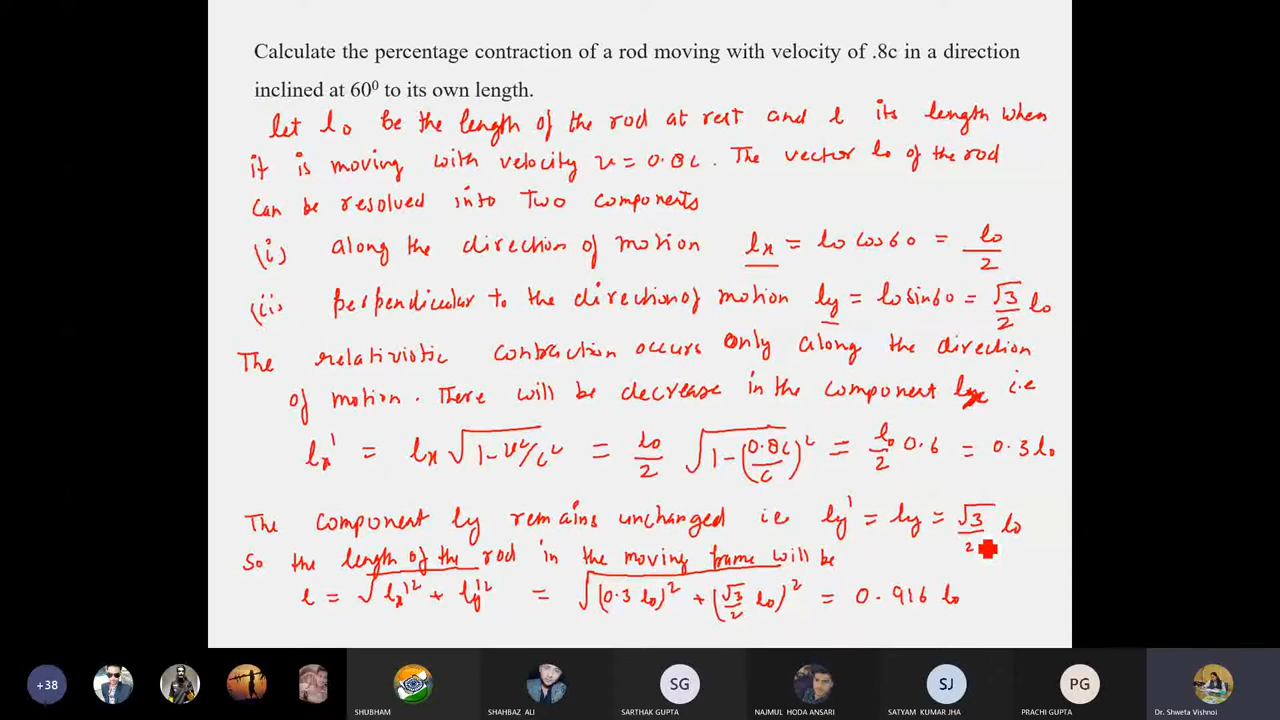 Calculate the percentage contraction of a rod moving with velocity of .8c in a direction
inclined at 60⁰ to its own length.
let l₀ be the length of the rod at rest and l its length when
it is moving with velocity v = 0.8c. The vector l₀ of the rod
can be resolved into two components
(i) along the direction of motion lx = l₀ cos60 = l₀/2
(ii) perpendicular to the direction of motion ly = l₀ sin60 = √3/2 l₀
The relativistic contraction occurs only along the direction
of motion. There will be decrease in the component lx i.e
lx' = lx √(1-v²/c²) = l₀/2 √(1-(0.8c/c)²) = l₀/2 0.6 = 0.3 l₀
The component ly remains unchanged i.e ly' = ly = √3/2 l₀
So the length of the rod in the moving frame will be
l = √(lx'² + ly'²) = √((0.3 l₀)² + (√3/2 l₀)²) = 0.916 l₀
+38
SHUBHAM
SHAHBAZ ALI
SG
SARTHAK GUPTA
NAJMUL HODA ANSARI
SJ
SATYAM KUMAR JHA
PG
PRACHI GUPTA
Dr. Shweta Vishnoi